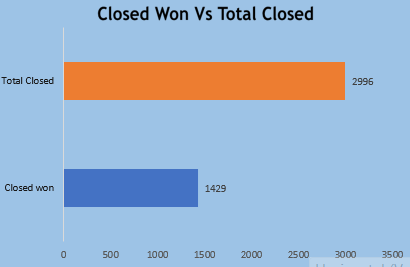 Closed Won Vs Total Closed
Total Closed
2996
Closed won
1429
0 500 1000 1500 2000 2500 3000 3500